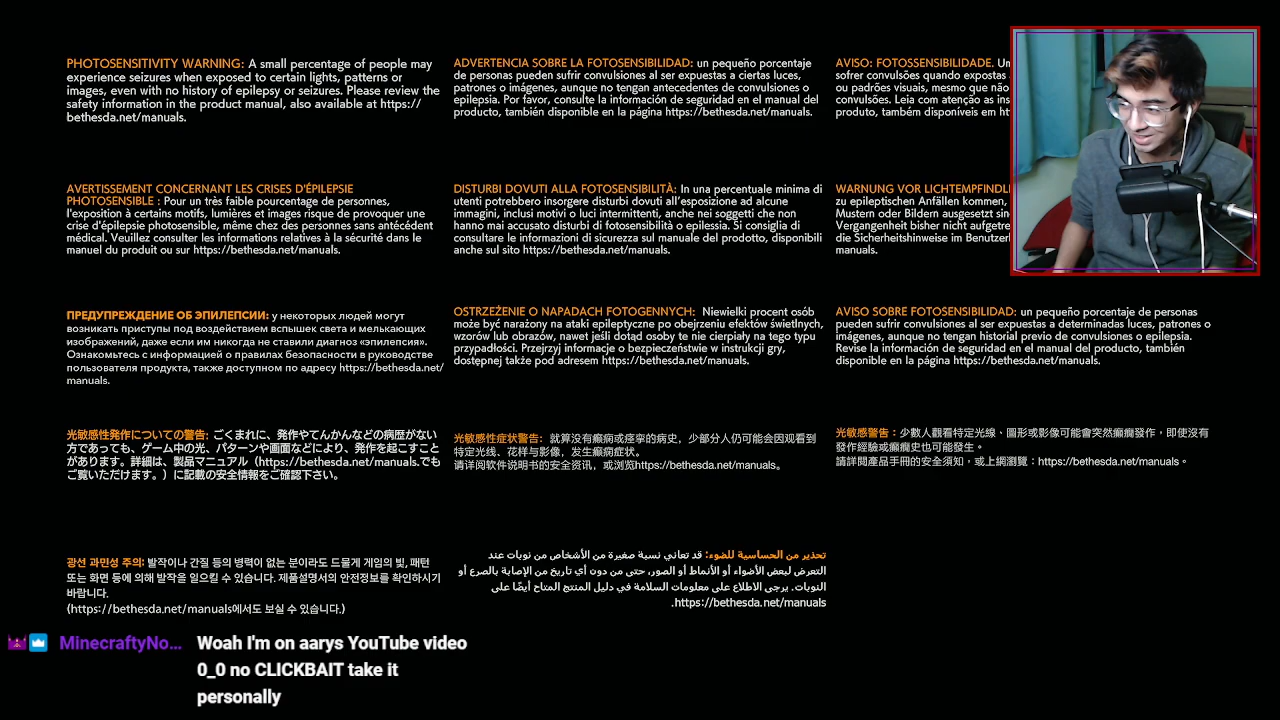 PHOTOSENSITIVITY WARNING: A small percentage of people may
experience seizures when exposed to certain lights, patterns or
images, even with no history of epilepsy or seizures. Please review the
safety information in the product manual, also available at https://
bethesda.net/manuals.
ADVERTENCIA SOBRE LA FOTOSENSIBILIDAD: un pequeño porcentaje
de personas pueden sufrir convulsiones al ser expuestas a ciertas luces,
patrones o imágenes, aunque no tengan antecedentes de convulsiones o
epilepsia. Por favor, consulte la información de seguridad en el manual del
producto, también disponible en la página https://bethesda.net/manuals.
AVISO: FOTOSSENSIBILIDADE. Um
sofrer convulsões quando expostas
ou padrões visuais, mesmo que não
convulsões. Leia com atenção as ins
produto, também disponíveis em ht
AVERTISSEMENT CONCERNANT LES CRISES D'ÉPILEPSIE
PHOTOSENSIBLE : Pour un très faible pourcentage de personnes,
l'exposition à certains motifs, lumières et images risque de provoquer une
crise d'épilepsie photosensible, même chez des personnes sans antécédent
médical. Veuillez consulter les informations relatives à la sécurité dans le
manuel du produit ou sur https://bethesda.net/manuals.
DISTURBI DOVUTI ALLA FOTOSENSIBILITÀ: In una percentuale minima di
utenti potrebbero insorgere disturbi dovuti all'esposizione ad alcune
immagini, inclusi motivi o luci intermittenti, anche nei soggetti che non
hanno mai accusato disturbi di fotosensibilità o epilessia. Si consiglia di
consultare le informazioni di sicurezza sul manuale del prodotto, disponibili
anche sul sito https://bethesda.net/manuals.
WARNUNG VOR LICHTEMPFINDL
zu epileptischen Anfällen kommen,
Mustern oder Bildern ausgesetzt sind
Vergangenheit bisher nicht aufgetre
die Sicherheitshinweise im Benutzerh
manuals.
ПРЕДУПРЕЖДЕНИЕ ОБ ЭПИЛЕПСИИ: у некоторых людей могут
возникать приступы под воздействием вспышек света и мелькающих
изображений, даже если им никогда не ставили диагноз «эпилепсия».
Ознакомьтесь с информацией о правилах безопасности в руководстве
пользователя продукта, также доступном по адресу https://bethesda.net/
manuals.
OSTRZEŻENIE O NAPADACH FOTOGENNYCH: Niewielki procent osób
może być narażony na ataki epileptyczne po obejrzeniu efektów świetlnych,
wzorów lub obrazów, nawet jeśli dotąd osoby te nie cierpiały na tego typu
przypadłości. Przejrzyj informacje o bezpieczeństwie w instrukcji gry,
dostępnej także pod adresem https://bethesda.net/manuals.
AVISO SOBRE FOTOSENSIBILIDAD: un pequeño porcentaje de personas
pueden sufrir convulsiones al ser expuestas a determinadas luces, patrones o
imágenes, aunque no tengan historial previo de convulsiones o epilepsia.
Revise la información de seguridad en el manual del producto, también
disponible en la página https://bethesda.net/manuals.
光敏感性発作についての警告: ごくまれに、発作やてんかんなどの病歴がない
方であっても、ゲーム中の光、パターンや画面などにより、発作を起こすこと
があります。詳細は、製品マニュアル（https://bethesda.net/manuals.でも
ご覧いただけます。）に記載の安全情報をご確認下さい。
光敏感性症状警告: 就算没有癫痫或痉挛的病史，少部分人仍可能会因观看到
特定光线、花样与影像，发生癫痫症状。
请详阅软件说明书的安全资讯，或浏览https://bethesda.net/manuals。
光敏感警告：少數人觀看特定光線、圖形或影像可能會突然癲癇發作，即使沒有
發作經驗或癲癇史也可能發生。
請詳閱產品手冊的安全須知，或上網瀏覽：https://bethesda.net/manuals。
광선 과민성 주의: 발작이나 간질 등의 병력이 없는 분이라도 드물게 게임의 빛, 패턴
또는 화면 등에 의해 발작을 일으킬 수 있습니다. 제품설명서의 안전정보를 확인하시기
바랍니다.
(https://bethesda.net/manuals에서도 보실 수 있습니다.)
تحذير من الحساسية للضوء: قد تعاني نسبة صغيرة من الأشخاص من نوبات عند
التعرض لبعض الأضواء أو الأنماط أو الصور، حتى من دون أي تاريخ من الإصابة بالصرع أو
النوبات. يرجى الاطلاع على معلومات السلامة في دليل المنتج المتاح أيضًا على
https://bethesda.net/manuals.
MinecraftyNo... Woah I'm on aarys YouTube video
0_0 no CLICKBAIT take it
personally